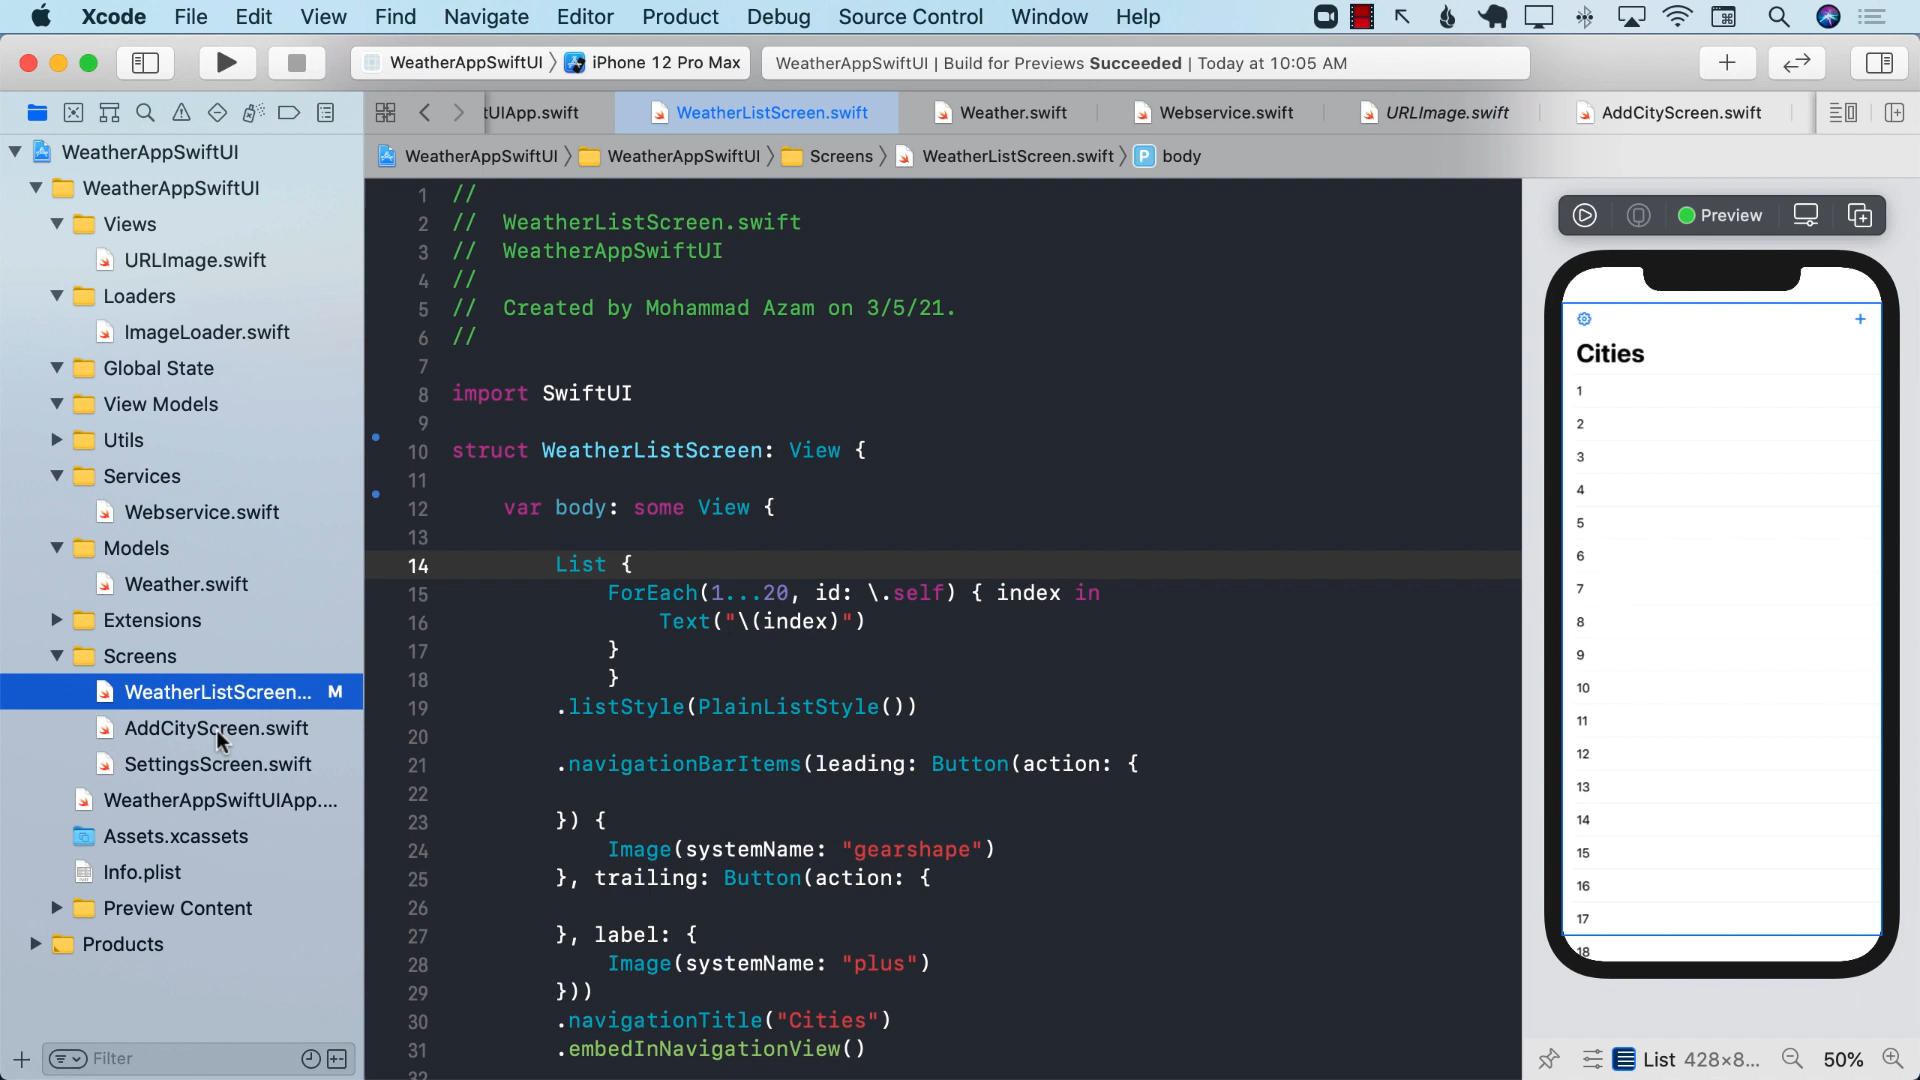 Xcode File Edit View Find Navigate Editor Product Debug Source Control Window Help
WeatherAppSwiftUI 〉 iPhone 12 Pro Max
WeatherAppSwiftUI | Build for Previews Succeeded | Today at 10:05 AM
tUIApp.swift
WeatherListScreen.swift
Weather.swift
Webservice.swift
URLImage.swift
AddCityScreen.swift
WeatherAppSwiftUI 〉 WeatherAppSwiftUI 〉 Screens 〉 WeatherListScreen.swift 〉 P body
WeatherAppSwiftUI
WeatherAppSwiftUI
Views
URLImage.swift
Loaders
ImageLoader.swift
Global State
View Models
Utils
Services
Webservice.swift
Models
Weather.swift
Extensions
Screens
WeatherListScreen... M
AddCityScreen.swift
SettingsScreen.swift
WeatherAppSwiftUIApp....
Assets.xcassets
Info.plist
Preview Content
Products
Filter
1 //
2 // WeatherListScreen.swift
3 // WeatherAppSwiftUI
4 //
5 // Created by Mohammad Azam on 3/5/21.
6 //
7
8 import SwiftUI
9
10 struct WeatherListScreen: View {
11
12 var body: some View {
13
14 List {
15 ForEach(1...20, id: \.self) { index in
16 Text("\(index)")
17 }
18 }
19 .listStyle(PlainListStyle())
20
21 .navigationBarItems(leading: Button(action: {
22
23 }) {
24 Image(systemName: "gearshape")
25 }, trailing: Button(action: {
26
27 }, label: {
28 Image(systemName: "plus")
29 }))
30 .navigationTitle("Cities")
31 .embedInNavigationView()
32
Preview
Cities
1
2
3
4
5
6
7
8
9
10
11
12
13
14
15
16
17
18
List 428×8... 50%